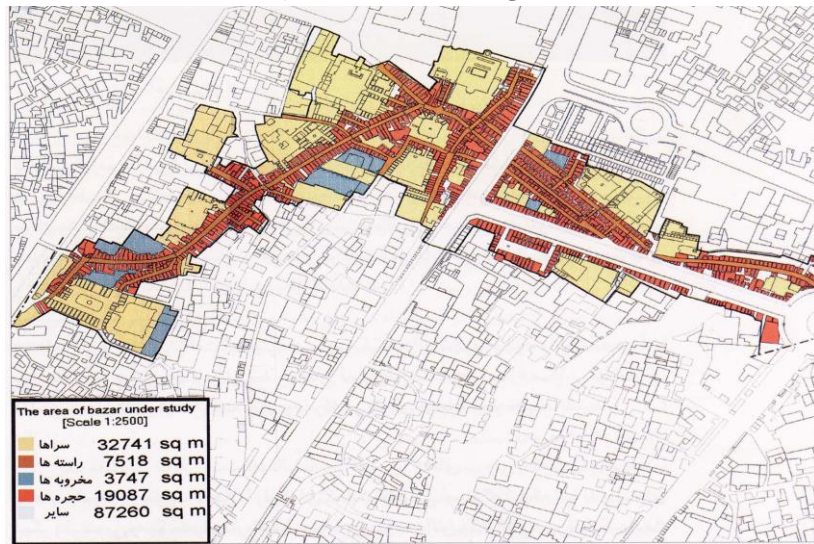 The area of bazar under study
[Scale 1:2500]
سراها 32741 sq m
راسته ها 7518 sq m
مخروبه ها 3747 sq m
حجره ها 19087 sq m
سایر 87260 sq m